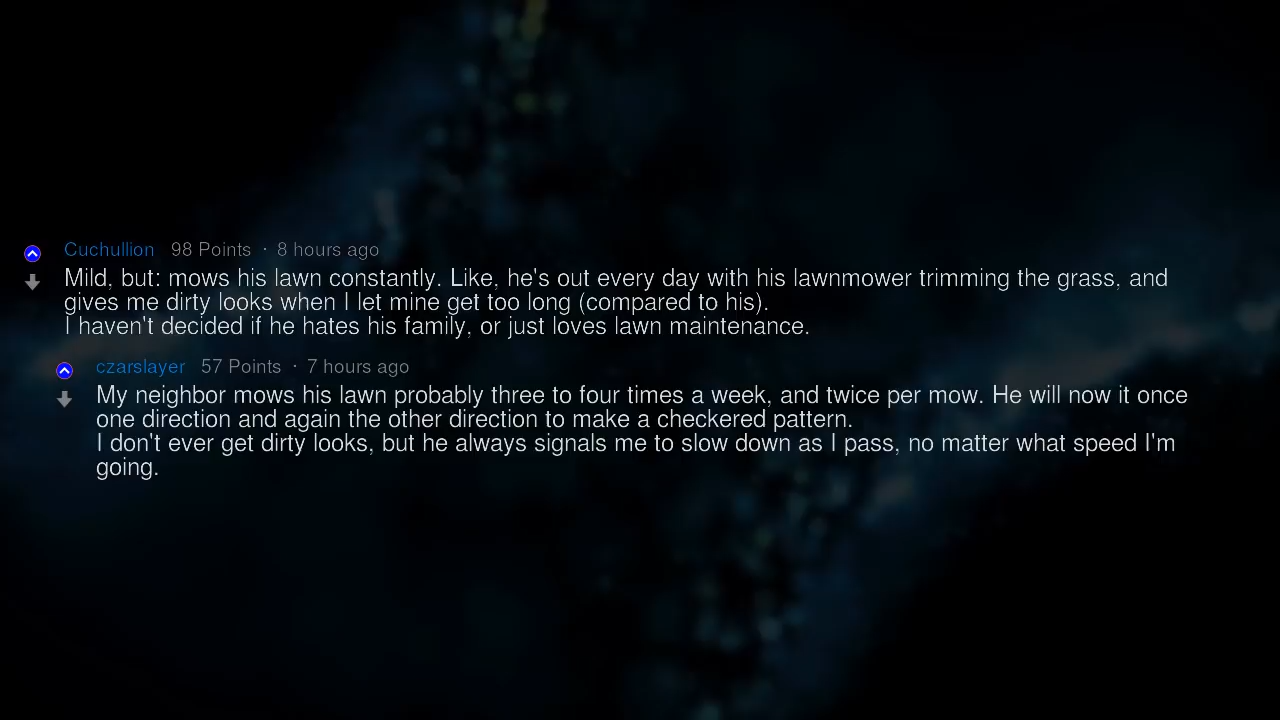 Cuchullion 98 Points · 8 hours ago
Mild, but: mows his lawn constantly. Like, he's out every day with his lawnmower trimming the grass, and
gives me dirty looks when I let mine get too long (compared to his).
I haven't decided if he hates his family, or just loves lawn maintenance.
czarslayer 57 Points · 7 hours ago
My neighbor mows his lawn probably three to four times a week, and twice per mow. He will now it once
one direction and again the other direction to make a checkered pattern.
I don't ever get dirty looks, but he always signals me to slow down as I pass, no matter what speed I'm
going.